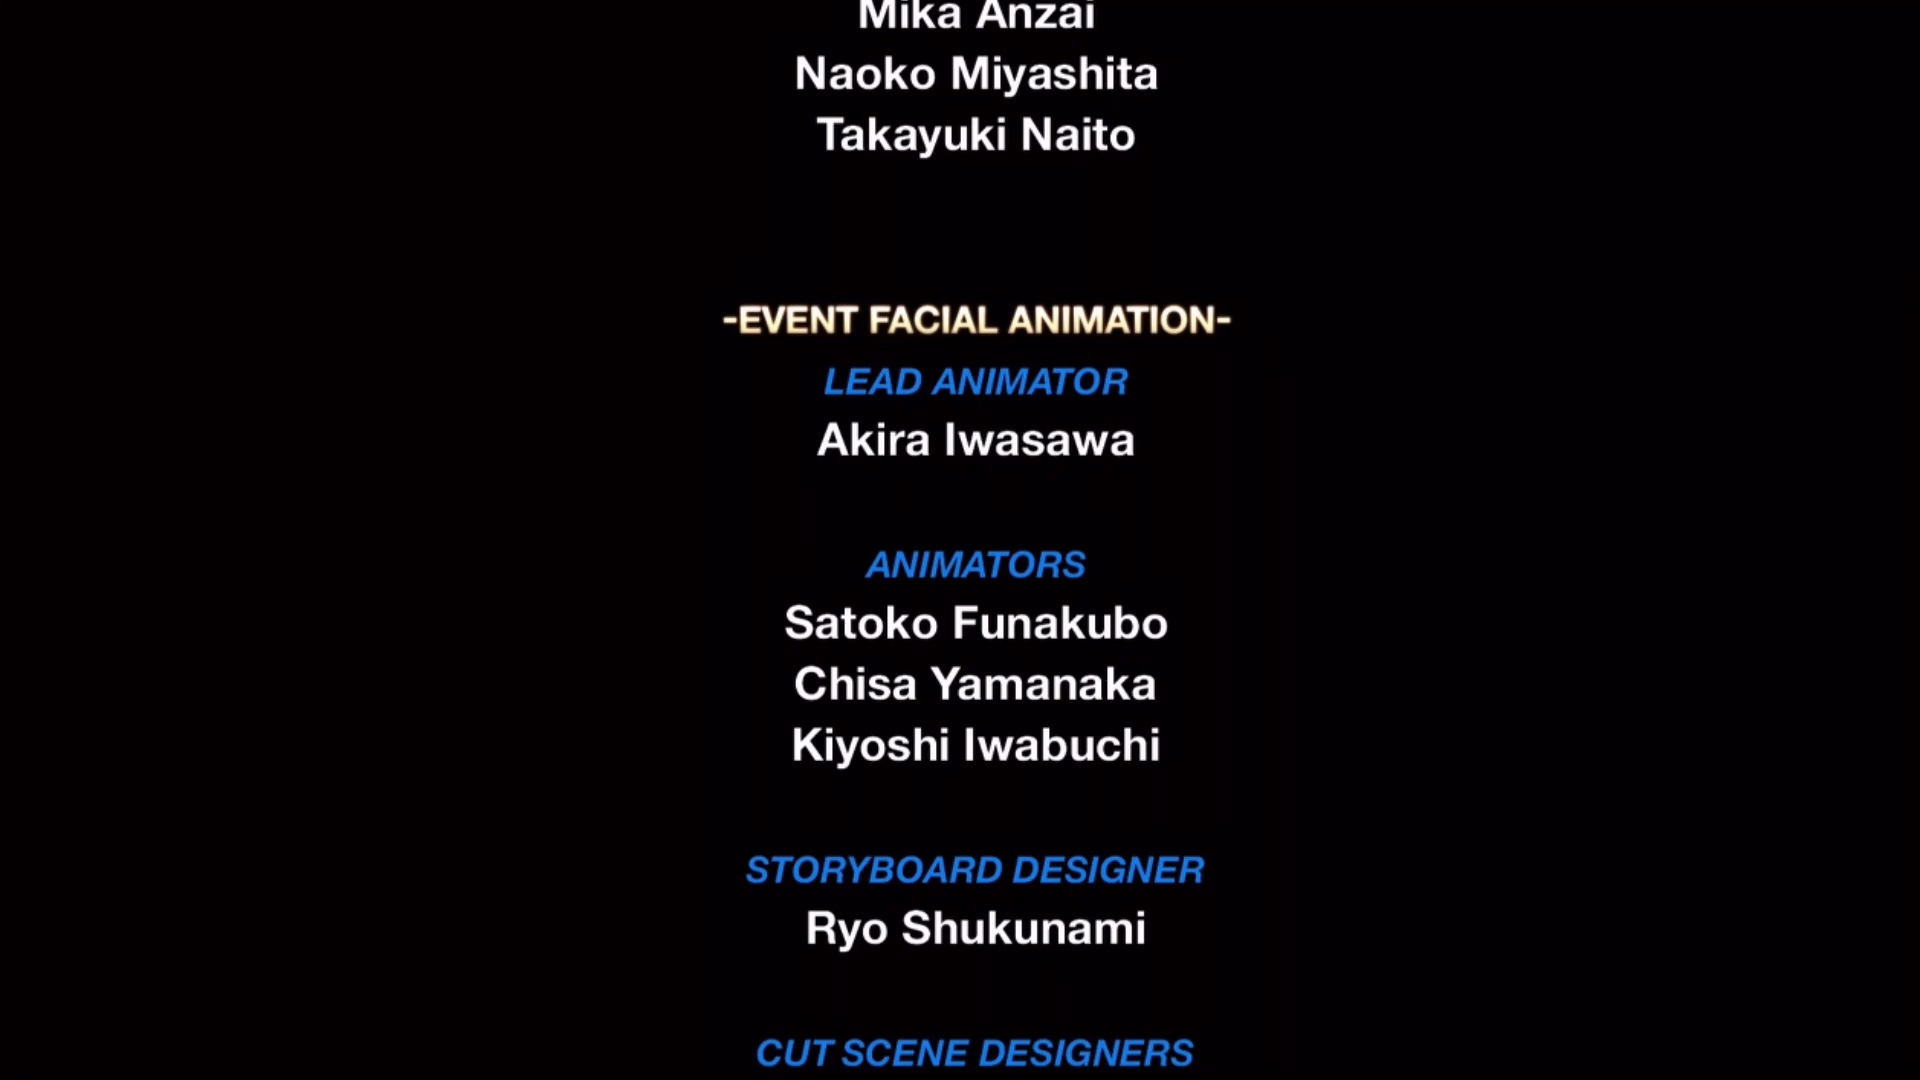 Mika Anzai
Naoko Miyashita
Takayuki Naito
-EVENT FACIAL ANIMATION-
LEAD ANIMATOR
Akira Iwasawa
ANIMATORS
Satoko Funakubo
Chisa Yamanaka
Kiyoshi Iwabuchi
STORYBOARD DESIGNER
Ryo Shukunami
CUT SCENE DESIGNERS